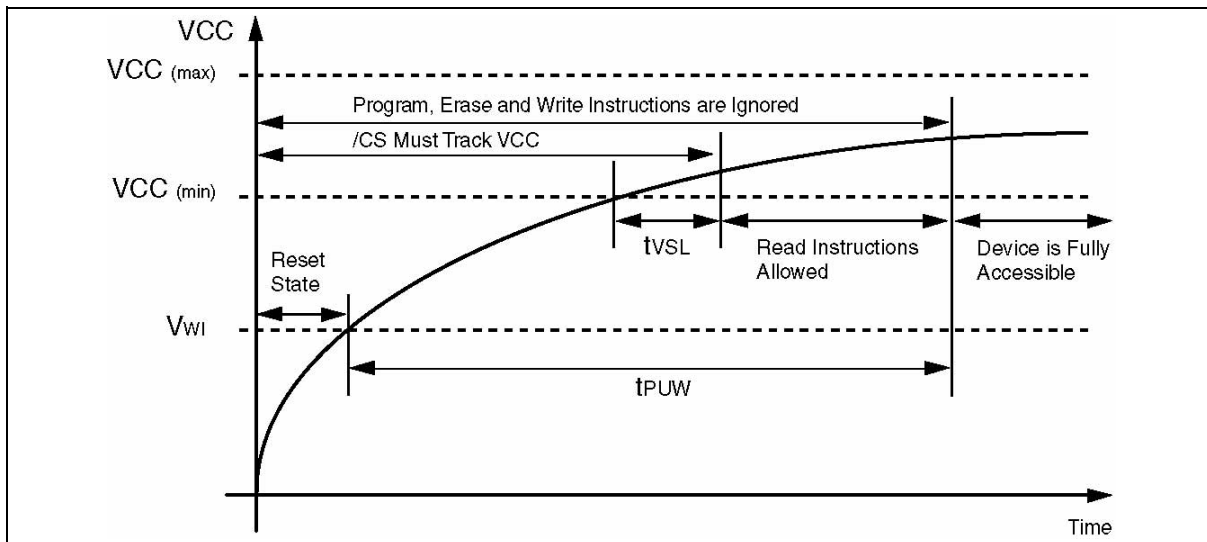 VCC
VCC (max)
Program, Erase and Write Instructions are Ignored
/CS Must Track VCC
VCC (min)
tVSL
Read Instructions
Allowed
Device is Fully
Accessible
Reset
State
VWI
tPUW
Time